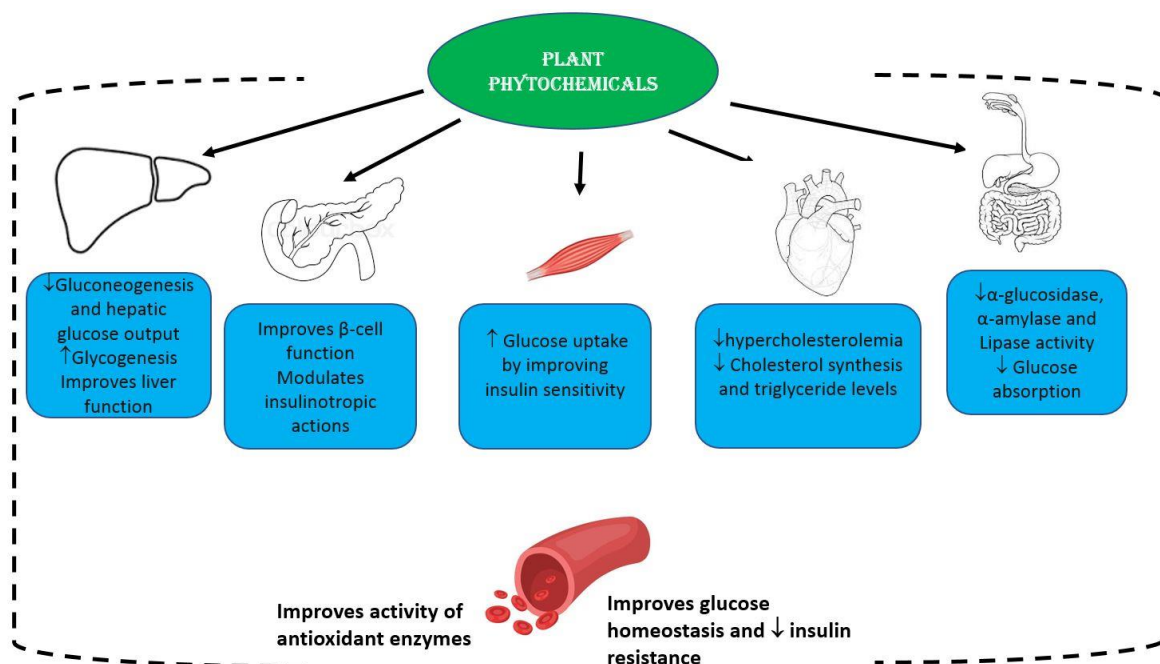 PLANT
PHYTOCHEMICALS
↓Gluconeogenesis
and hepatic
glucose output
↑Glycogenesis
Improves liver
function
Improves β-cell
function
Modulates
insulinotropic
actions
↑ Glucose uptake
by improving
insulin sensitivity
↓hypercholesterolemia
↓ Cholesterol synthesis
and triglyceride levels
↓α-glucosidase,
α-amylase and
Lipase activity
↓ Glucose
absorption
Improves activity of
antioxidant enzymes
Improves glucose
homeostasis and ↓ insulin
resistance